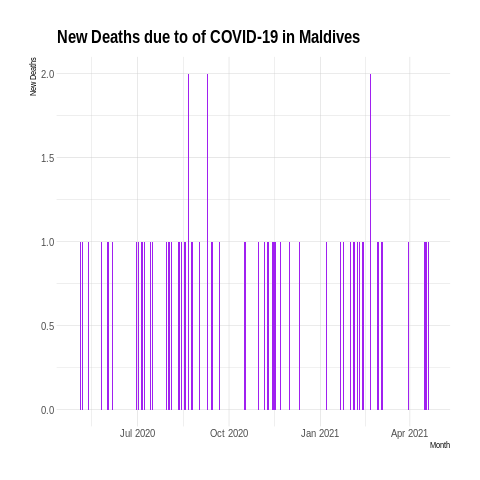 New Deaths due to of COVID-19 in Maldives
New Deaths
2.0
1.5
1.0
0.5
0.0
Jul 2020 Oct 2020 Jan 2021 Apr 2021
Month